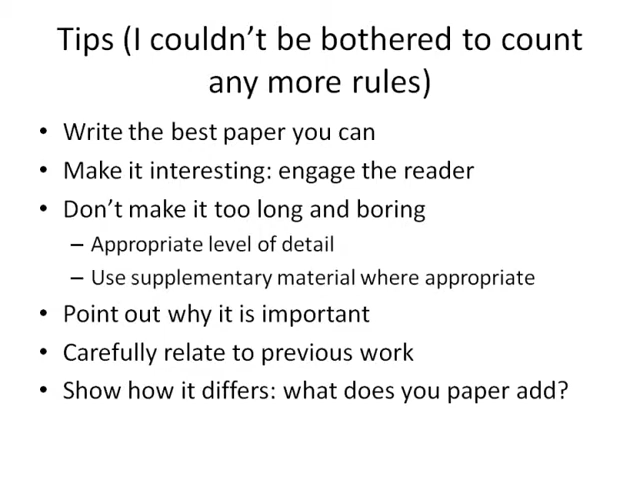 Tips (I couldn't be bothered to count
any more rules)
• Write the best paper you can
• Make it interesting: engage the reader
• Don't make it too long and boring
– Appropriate level of detail
– Use supplementary material where appropriate
• Point out why it is important
• Carefully relate to previous work
• Show how it differs: what does you paper add?